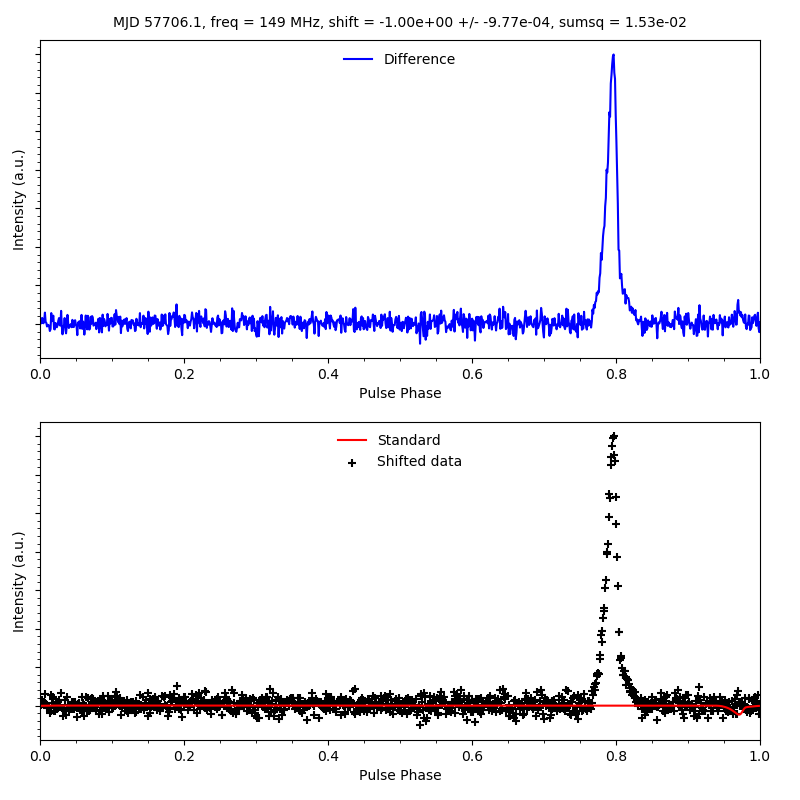 MJD 57706.1, freq = 149 MHz, shift = -1.00e+00 +/- -9.77e-04, sumsq = 1.53e-02
Difference
Intensity (a.u.)
0.0 0.2 0.4 0.6 0.8 1.0
Pulse Phase
Standard
Shifted data
Intensity (a.u.)
0.0 0.2 0.4 0.6 0.8 1.0
Pulse Phase